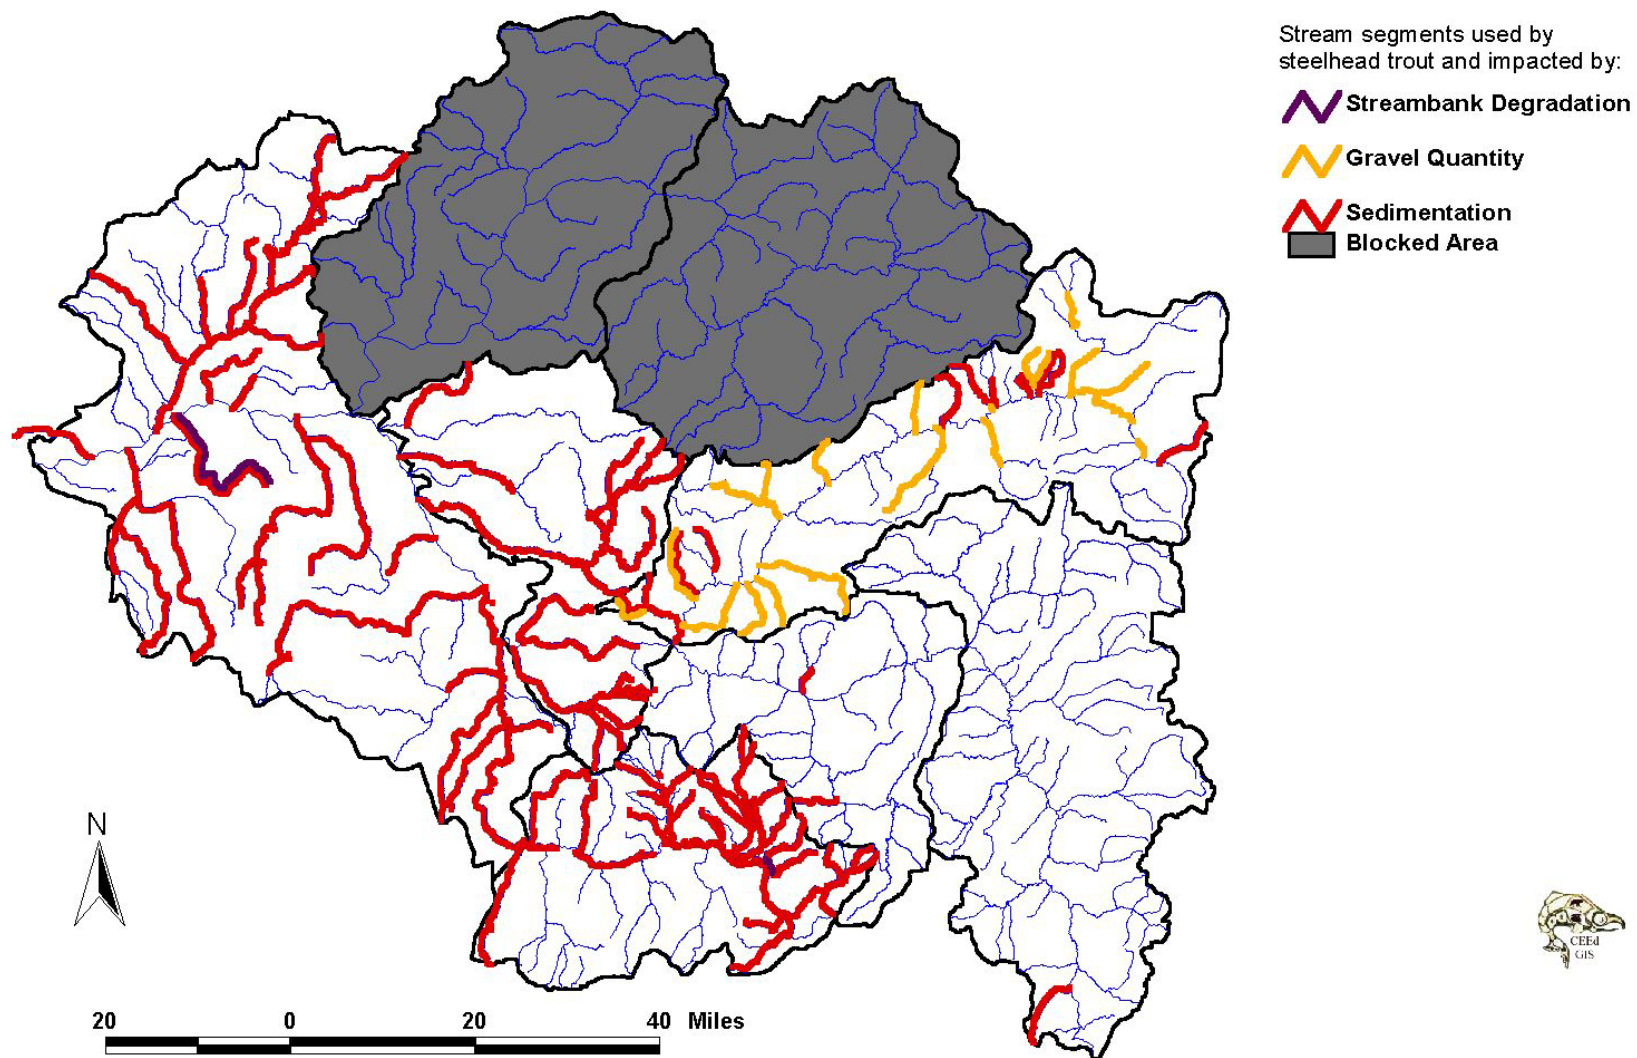 Stream segments used by
steelhead trout and impacted by:
Streambank Degradation
Gravel Quantity
Sedimentation
Blocked Area
N
CEEd
GIS
20 0 20 40 Miles